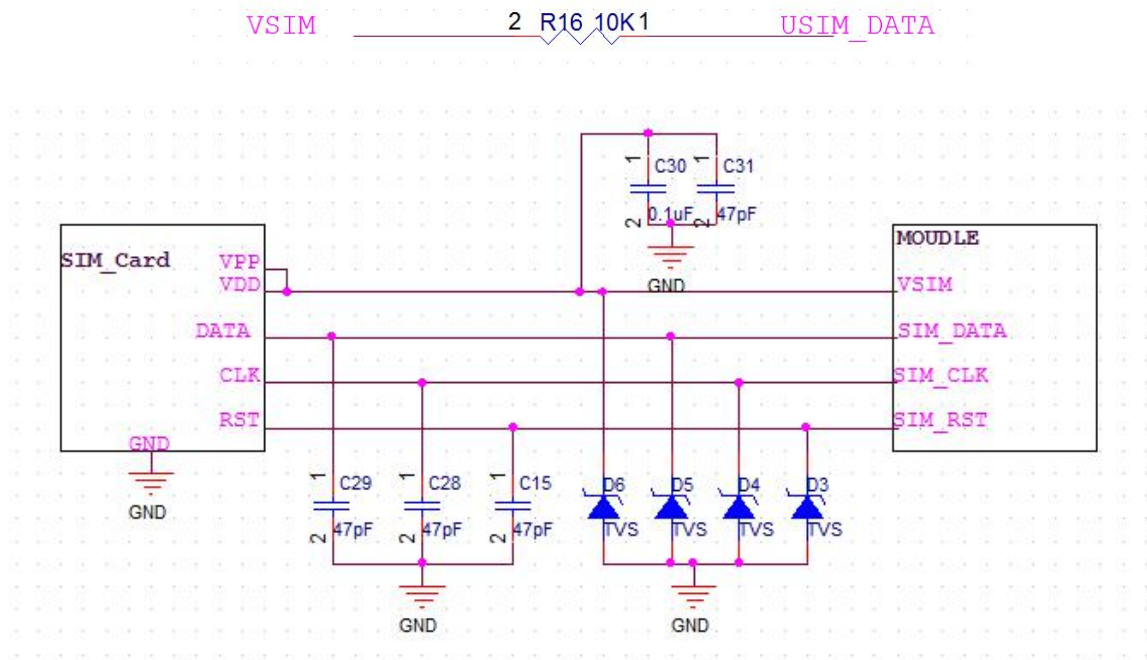 VSIM 2 R16 10K 1 USIM_DATA
1 C30 1 C31
2 0.1uF 2 47pF
GND
SIM_Card
VPP
VDD
DATA
CLK
RST
GND
GND
MOUDLE
VSIM
SIM_DATA
SIM_CLK
SIM_RST
1 C29 1 C28 1 C15
2 47pF 2 47pF 2 47pF
GND
D6 D5 D4 D3
TVS TVS TVS TVS
GND